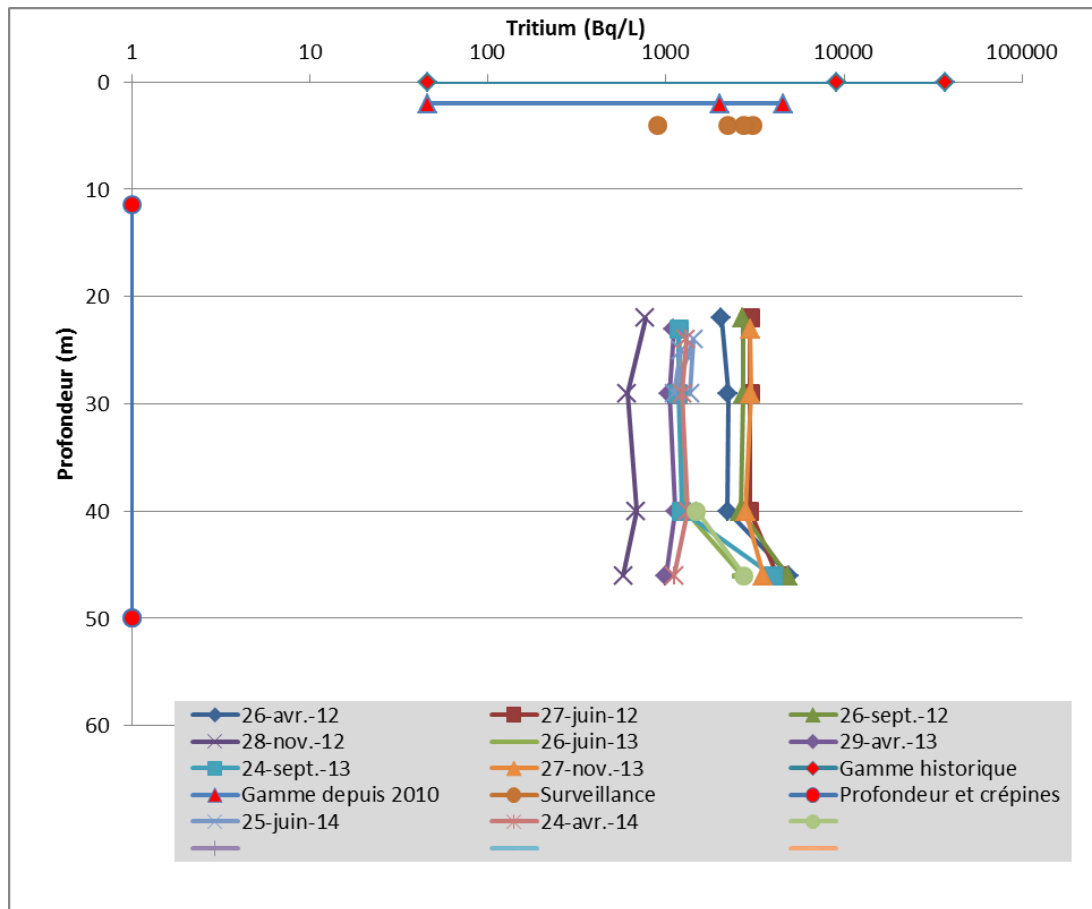 Tritium (Bq/L)
1 10 100 1000 10000 100000
0
10
20
30
40
50
60
Profondeur (m)
26-avr.-12 27-juin-12 26-sept.-12
28-nov.-12 26-juin-13 29-avr.-13
24-sept.-13 27-nov.-13 Gamme historique
Gamme depuis 2010 Surveillance Profondeur et crépines
25-juin-14 24-avr.-14